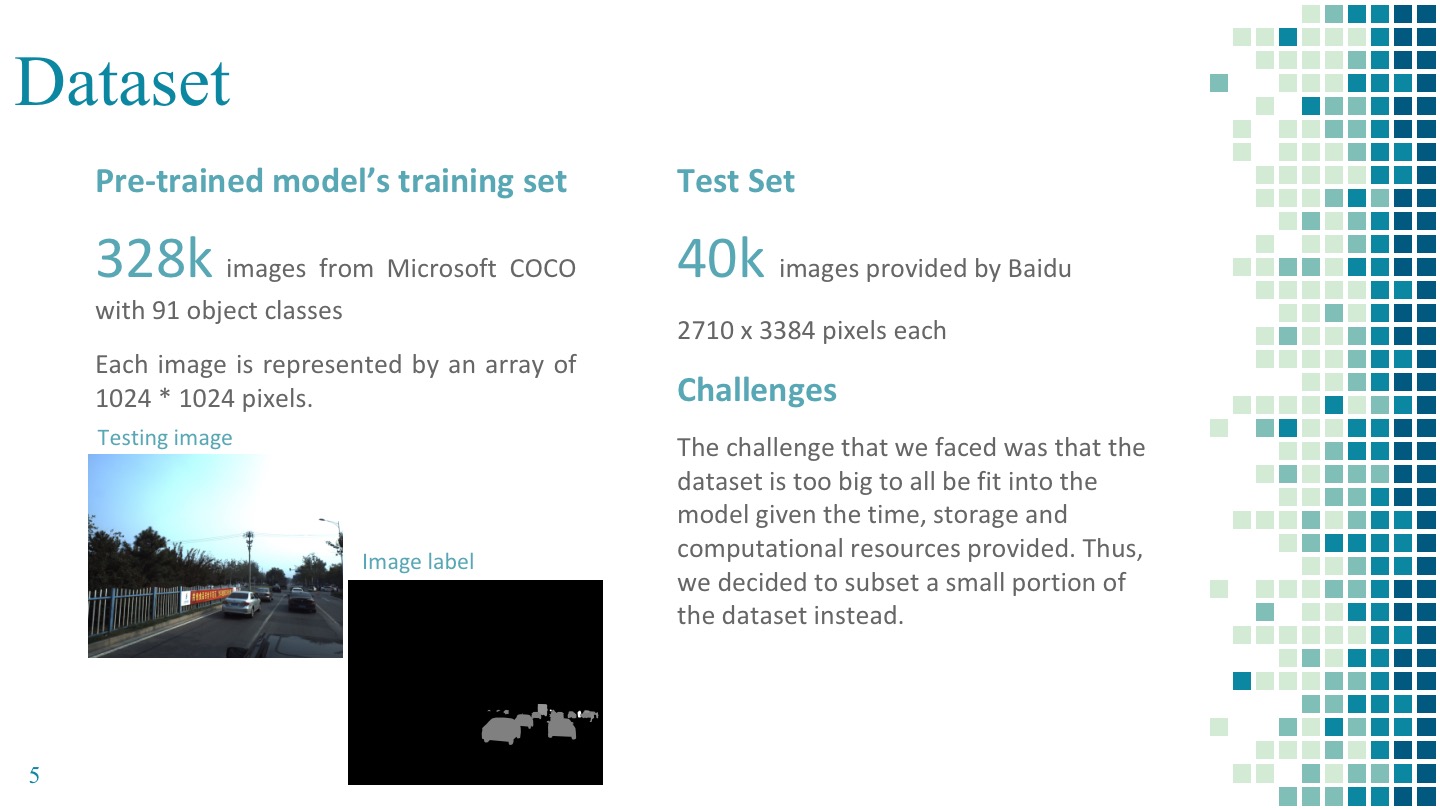 Dataset
Pre-trained model’s training set
328k images from Microsoft COCO
with 91 object classes
Each image is represented by an array of
1024 * 1024 pixels.
Testing image
Image label
Test Set
40k images provided by Baidu
2710 x 3384 pixels each
Challenges
The challenge that we faced was that the
dataset is too big to all be fit into the
model given the time, storage and
computational resources provided. Thus,
we decided to subset a small portion of
the dataset instead.
5